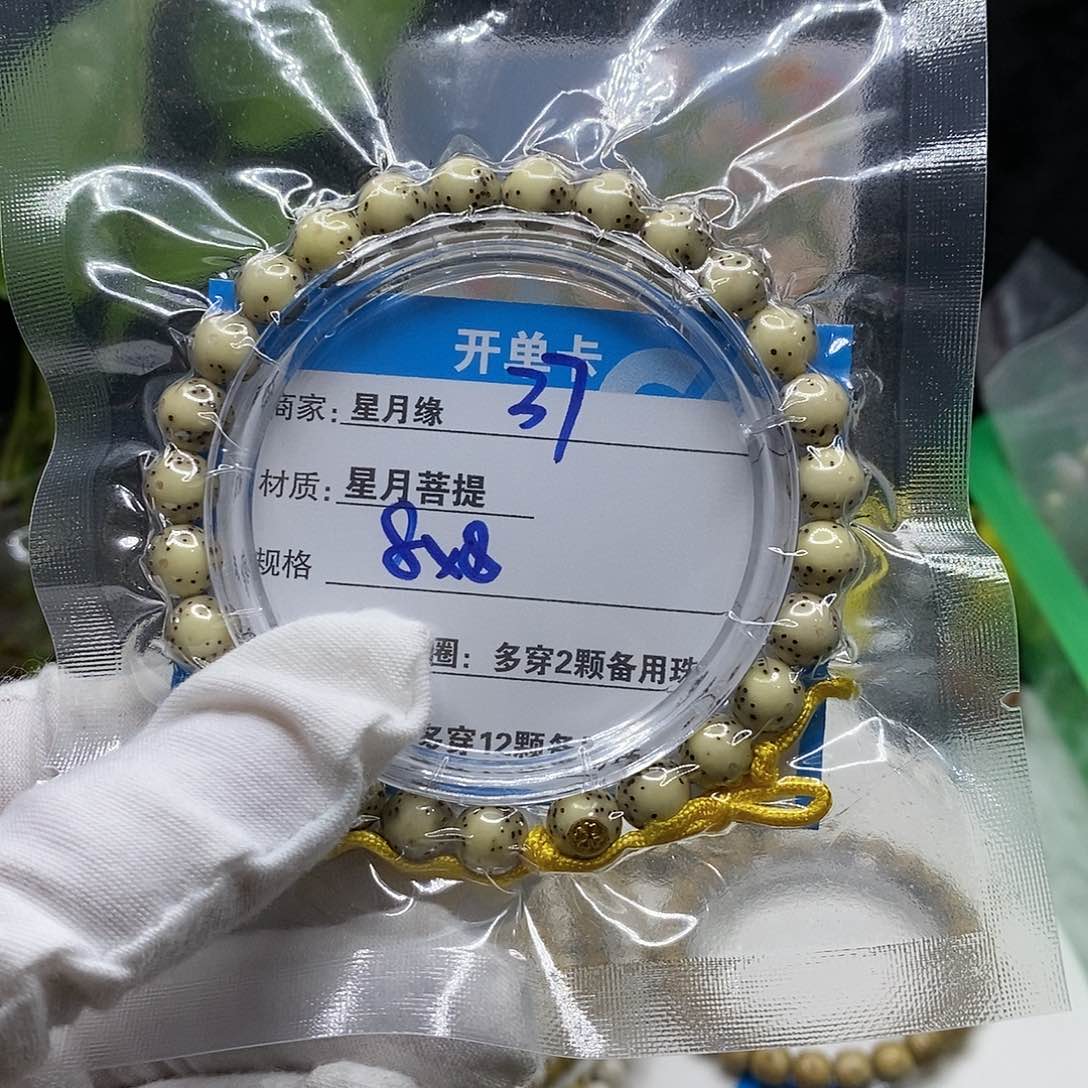 开单卡
37
商家：星月缘
材质：星月菩提
规格 8x8
圈：多穿2颗备用珠
多穿12颗备